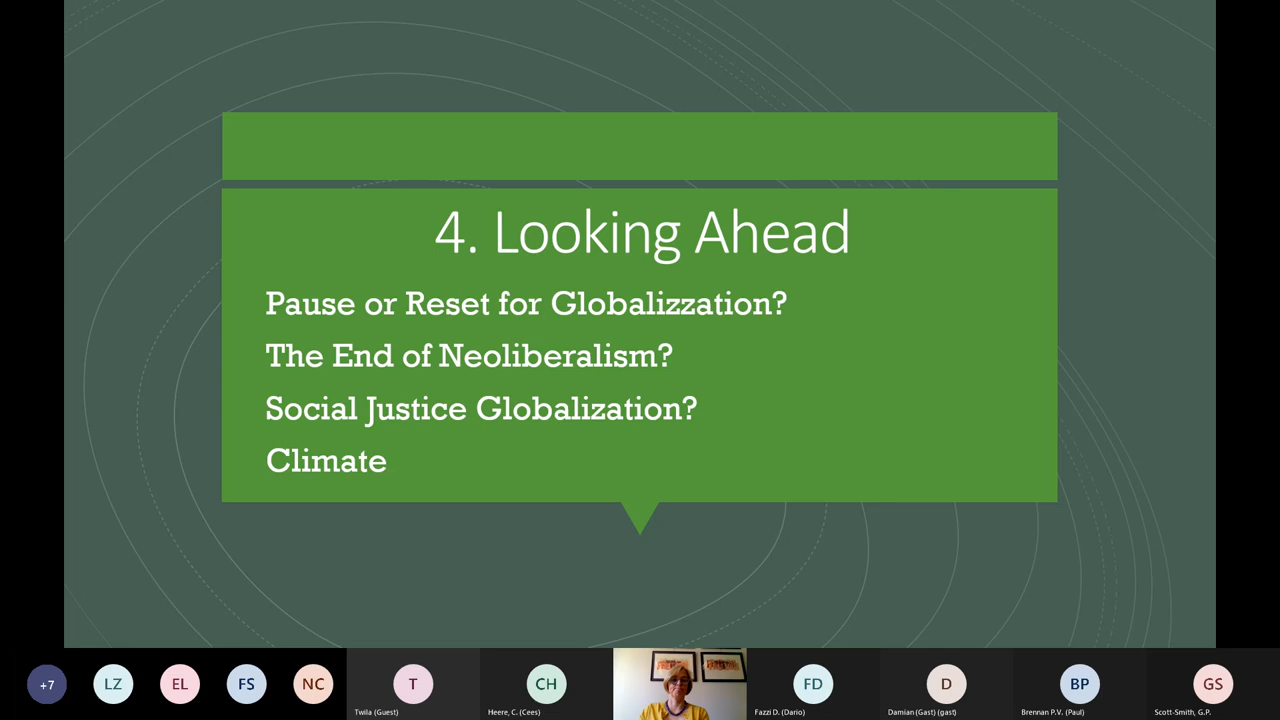 4. Looking Ahead
Pause or Reset for Globalizzation?
The End of Neoliberalism?
Social Justice Globalization?
Climate
+7
LZ
EL
FS
NC
T
CH
FD
D
BP
GS
Twila (Guest)
Heere, C. (Cees)
Fazzi D. (Dario)
Damian (Gast) (gast)
Brennan P.V. (Paul)
Scott-Smith, G.P.